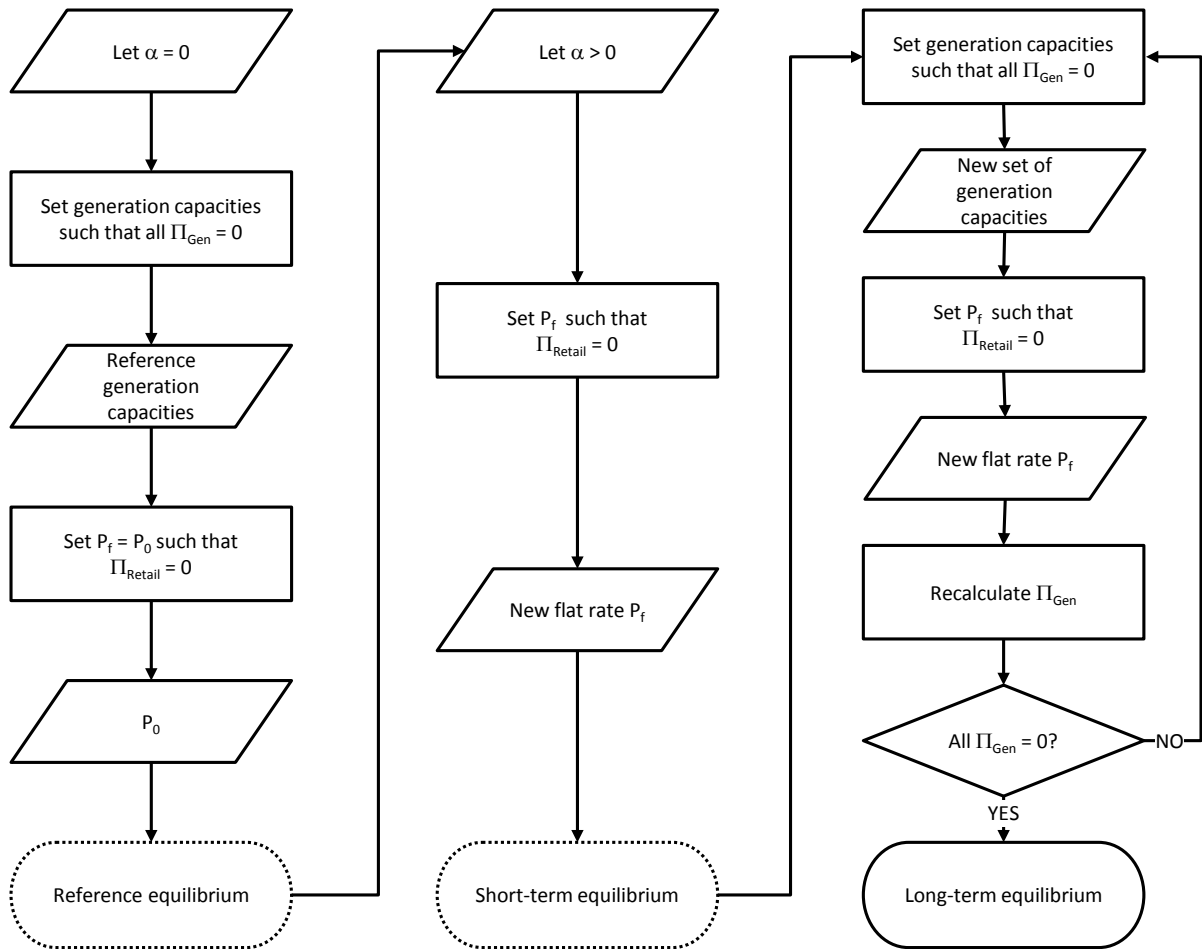 Let α = 0
Set generation capacities
such that all Π_Gen = 0
Reference
generation
capacities
Set P_f = P_0 such that
Π_Retail = 0
P_0
Reference equilibrium
Let α > 0
Set P_f such that
Π_Retail = 0
New flat rate P_f
Short-term equilibrium
Set generation capacities
such that all Π_Gen = 0
New set of
generation
capacities
Set P_f such that
Π_Retail = 0
New flat rate P_f
Recalculate Π_Gen
All Π_Gen = 0?
NO
YES
Long-term equilibrium